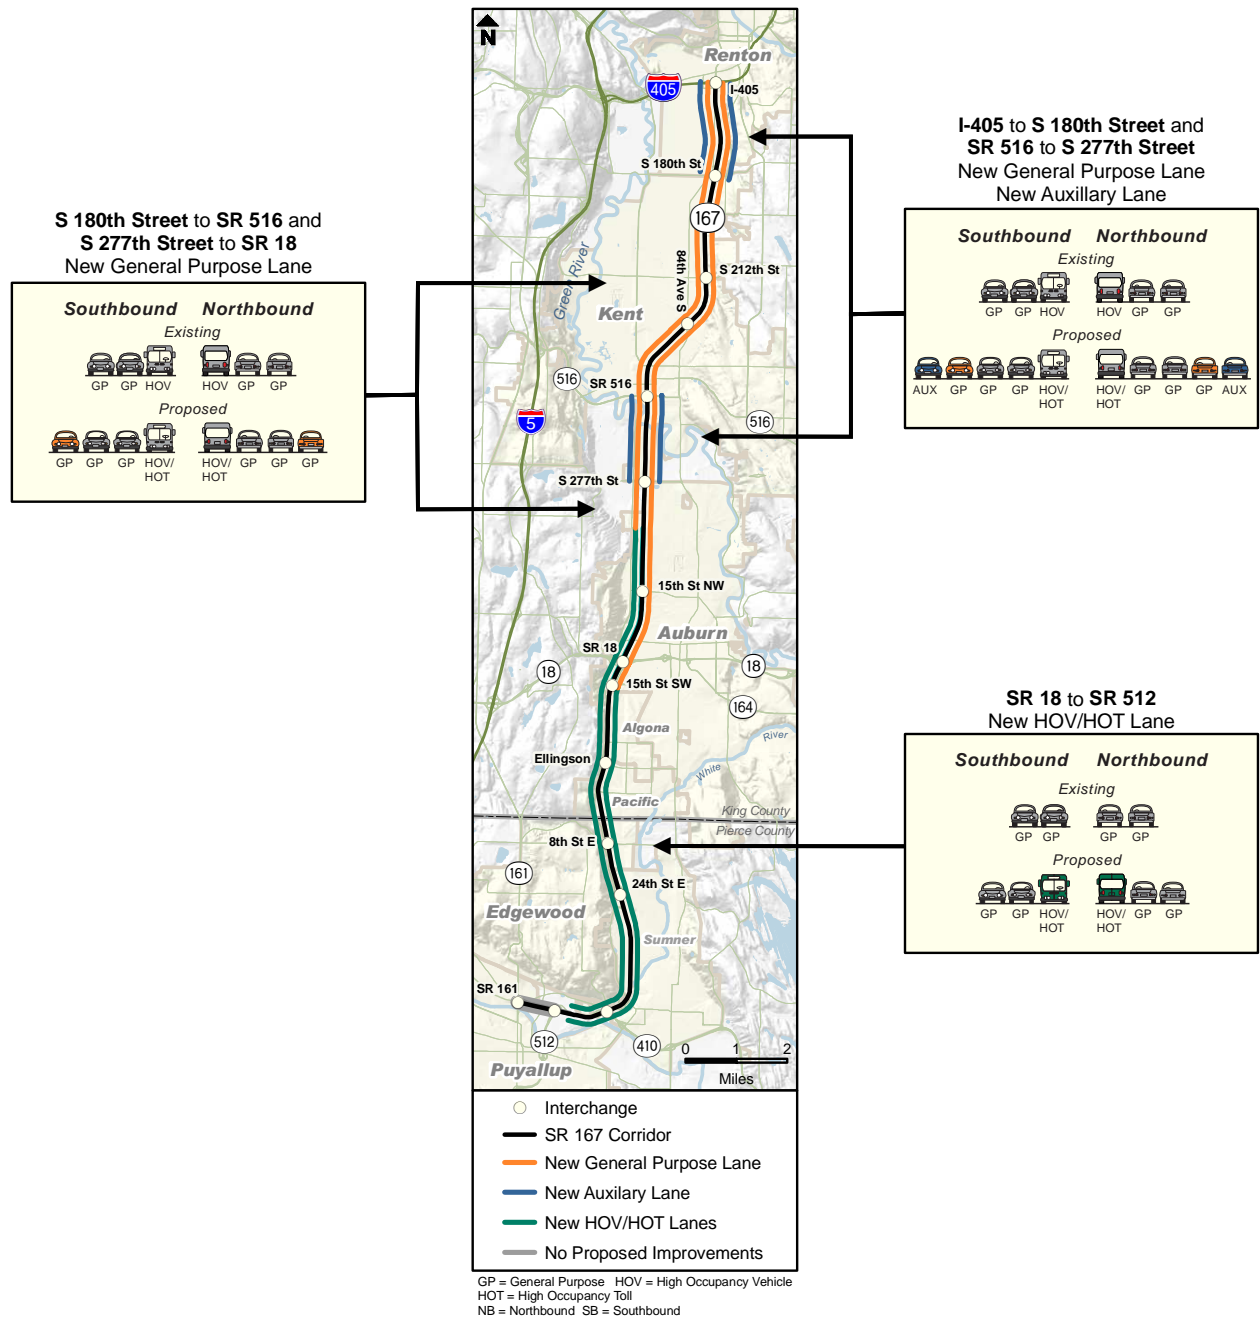 N
Renton
405
I-405
S 180th St
167
S 212th St
84th Ave S
Green River
Kent
516
SR 516
516
5
S 277th St
15th St NW
Auburn
SR 18
18
18
15th St SW
164
Algona
River
Ellingson
White
Pacific
King County
Pierce County
8th St E
161
24th St E
Edgewood
Sumner
SR 161
512
410
0 1 2
Miles
Puyallup
S 180th Street to SR 516 and
S 277th Street to SR 18
New General Purpose Lane
Southbound Northbound
Existing
GP GP HOV HOV GP GP
Proposed
GP GP GP HOV/ HOV/ GP GP GP
HOT HOT
I-405 to S 180th Street and
SR 516 to S 277th Street
New General Purpose Lane
New Auxillary Lane
Southbound Northbound
Existing
GP GP HOV HOV GP GP
Proposed
AUX GP GP GP HOV/ HOV/ GP GP GP AUX
HOT HOT
SR 18 to SR 512
New HOV/HOT Lane
Southbound Northbound
Existing
GP GP GP GP
Proposed
GP GP HOV/ HOV/ GP GP
HOT HOT
Interchange
SR 167 Corridor
New General Purpose Lane
New Auxilary Lane
New HOV/HOT Lanes
No Proposed Improvements
GP = General Purpose HOV = High Occupancy Vehicle
HOT = High Occupancy Toll
NB = Northbound SB = Southbound